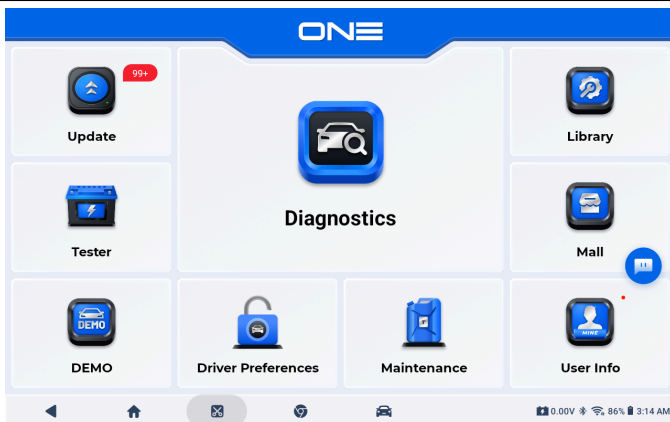 ONE
99+
Update
Diagnostics
Library
Tester
Mall
DEMO
DEMO
Driver Preferences
Maintenance
MINE
User Info
0.00V 86% 3:14 AM